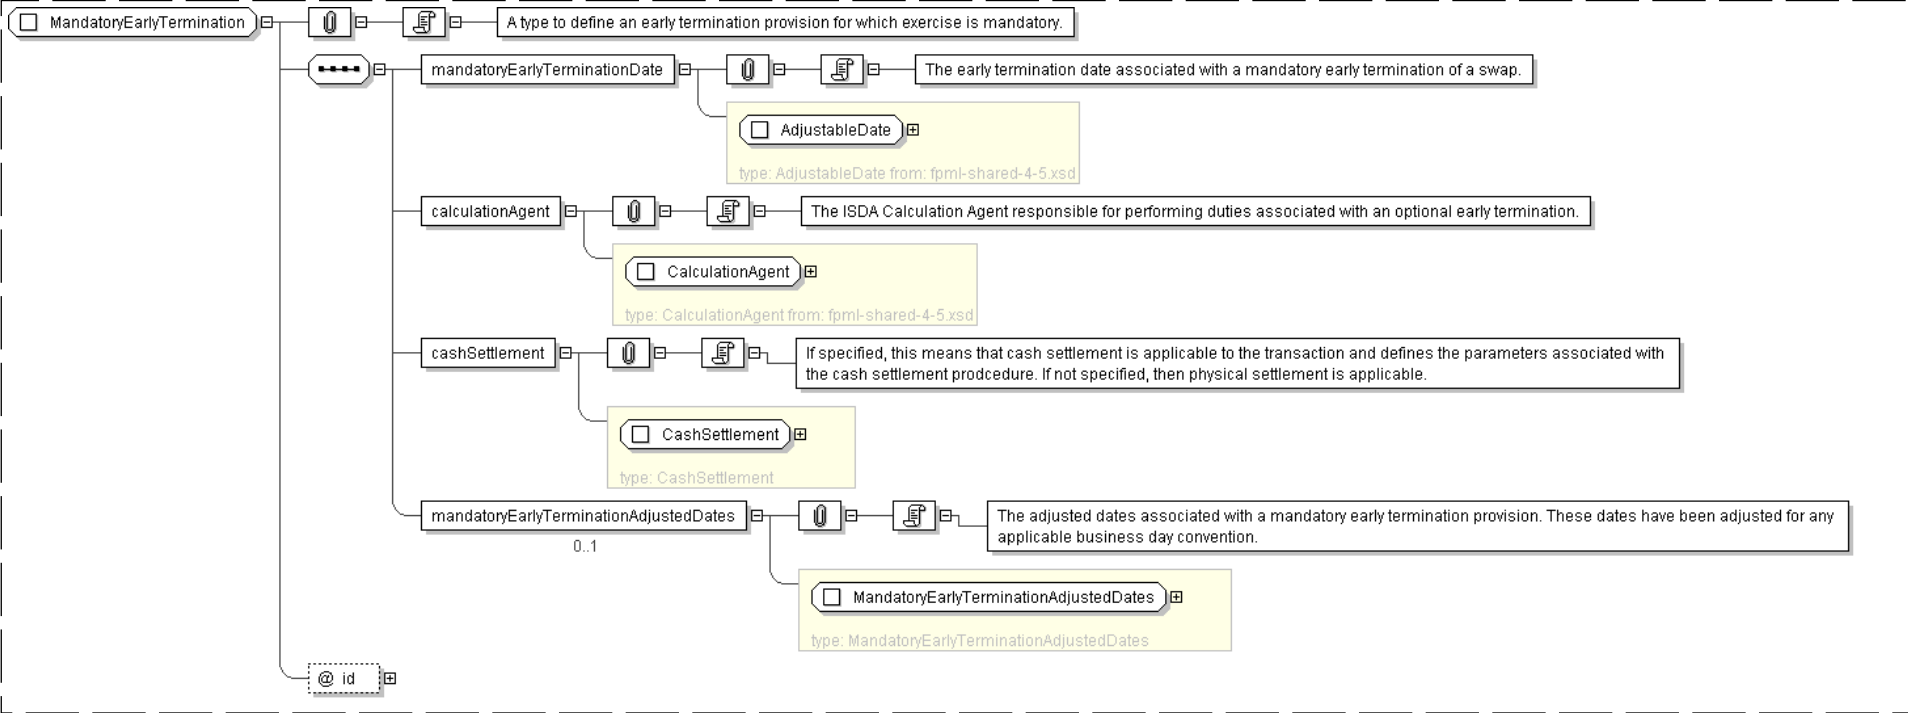 MandatoryEarlyTermination
A type to define an early termination provision for which exercise is mandatory.
mandatoryEarlyTerminationDate
The early termination date associated with a mandatory early termination of a swap.
AdjustableDate
type: AdjustableDate from: fpml-shared-4-5.xsd
calculationAgent
The ISDA Calculation Agent responsible for performing duties associated with an optional early termination.
CalculationAgent
type: CalculationAgent from: fpml-shared-4-5.xsd
cashSettlement
If specified, this means that cash settlement is applicable to the transaction and defines the parameters associated with
the cash settlement prodcedure. If not specified, then physical settlement is applicable.
CashSettlement
type: CashSettlement
mandatoryEarlyTerminationAdjustedDates
0..1
The adjusted dates associated with a mandatory early termination provision. These dates have been adjusted for any
applicable business day convention.
MandatoryEarlyTerminationAdjustedDates
type: MandatoryEarlyTerminationAdjustedDates
@ id